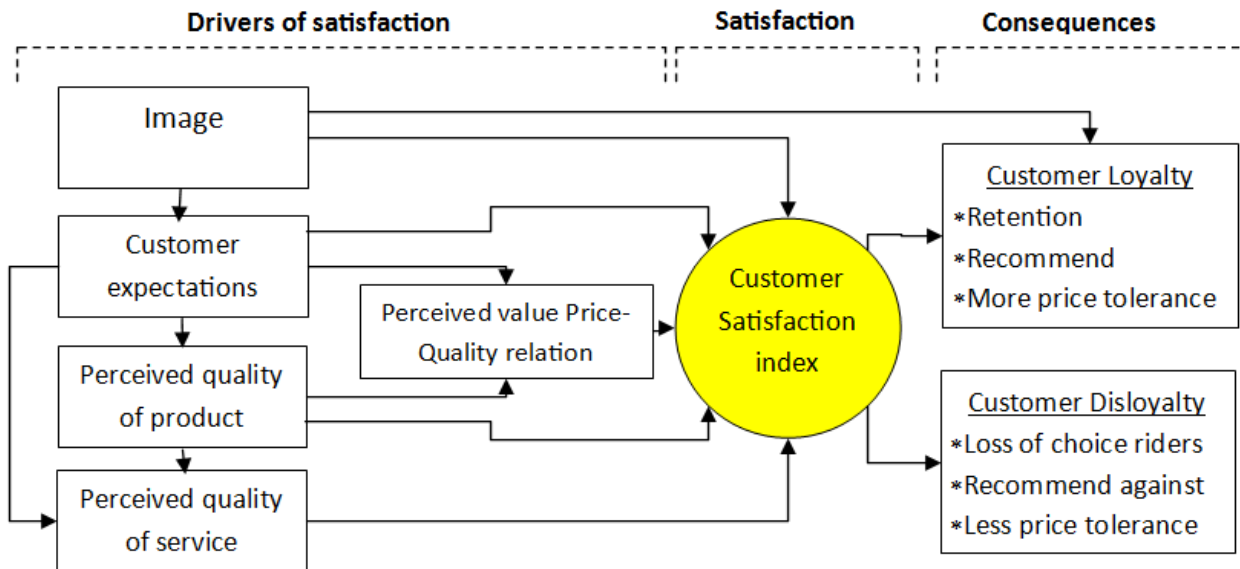 Drivers of satisfaction
Satisfaction
Consequences
Image
Customer
expectations
Perceived quality
of product
Perceived quality
of service
Perceived value Price-
Quality relation
Customer
Satisfaction
index
Customer Loyalty
*Retention
*Recommend
*More price tolerance
Customer Disloyalty
*Loss of choice riders
*Recommend against
*Less price tolerance